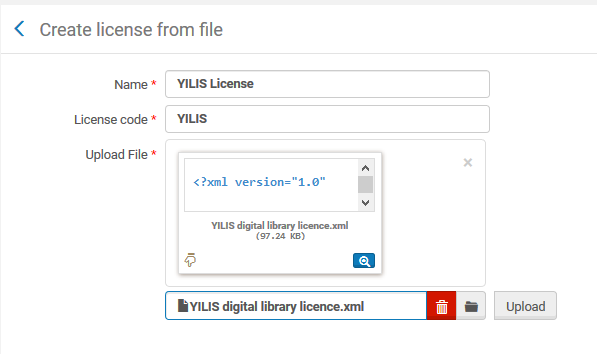 Create license from file
Name * YILIS License
License code * YILIS
Upload File *
<?xml version="1.0"
YILIS digital library licence.xml
(97.24 KB)
YILIS digital library licence.xml Upload